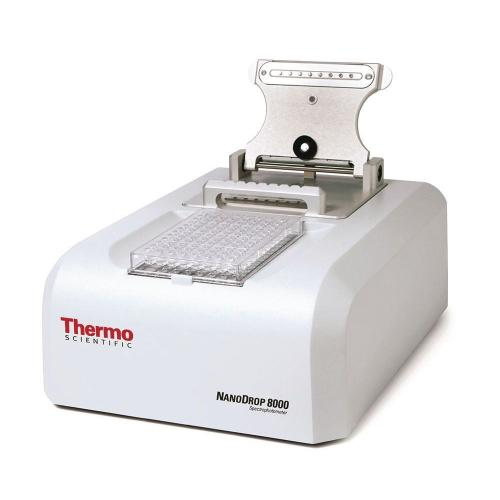 Thermo
SCIENTIFIC
NANODROP 8000
Spectrophotometer